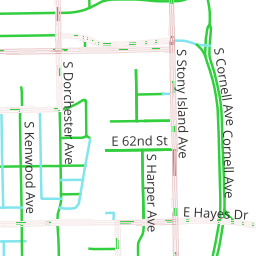 S Dorchester Ave
S Stony Island Ave
S Cornell Ave
Cornell Ave
S Kenwood Ave
E 62nd St
S Harper Ave
E Hayes Dr